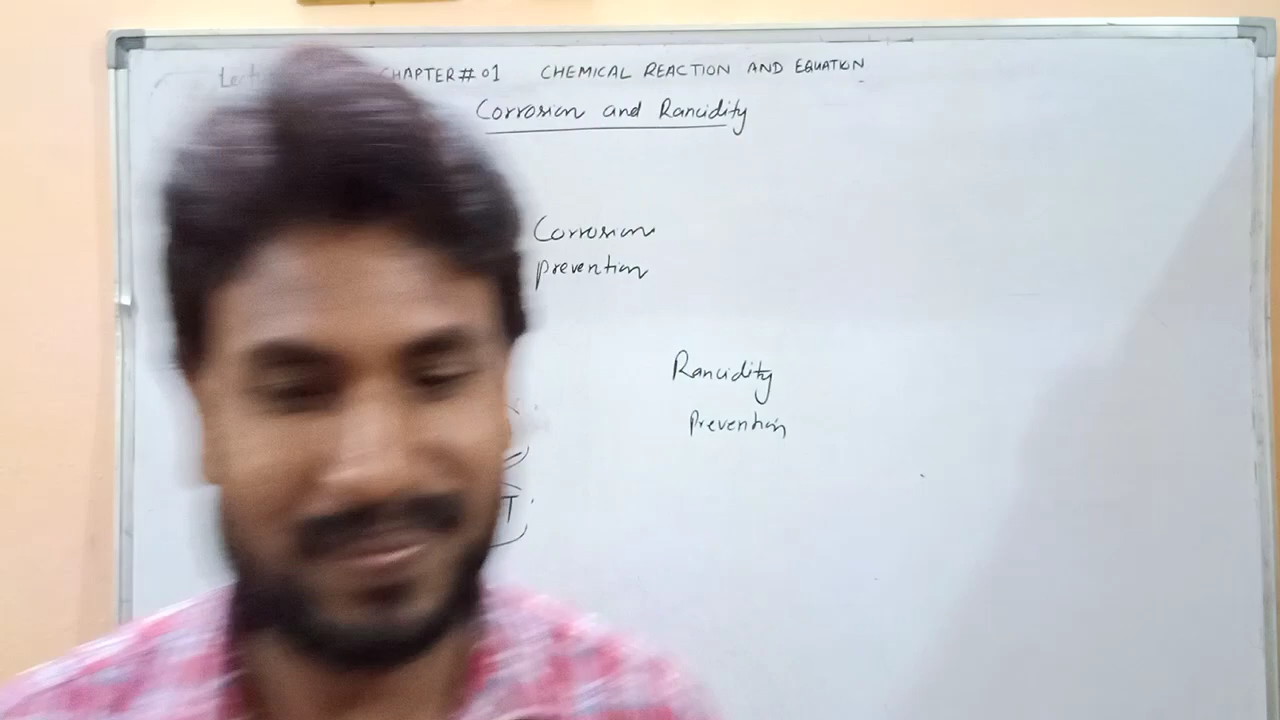 CHAPTER# 01 CHEMICAL REACTION AND EQUATION
Corrosion and Rancidity
Corrosion
prevention
Rancidity
Prevention
T